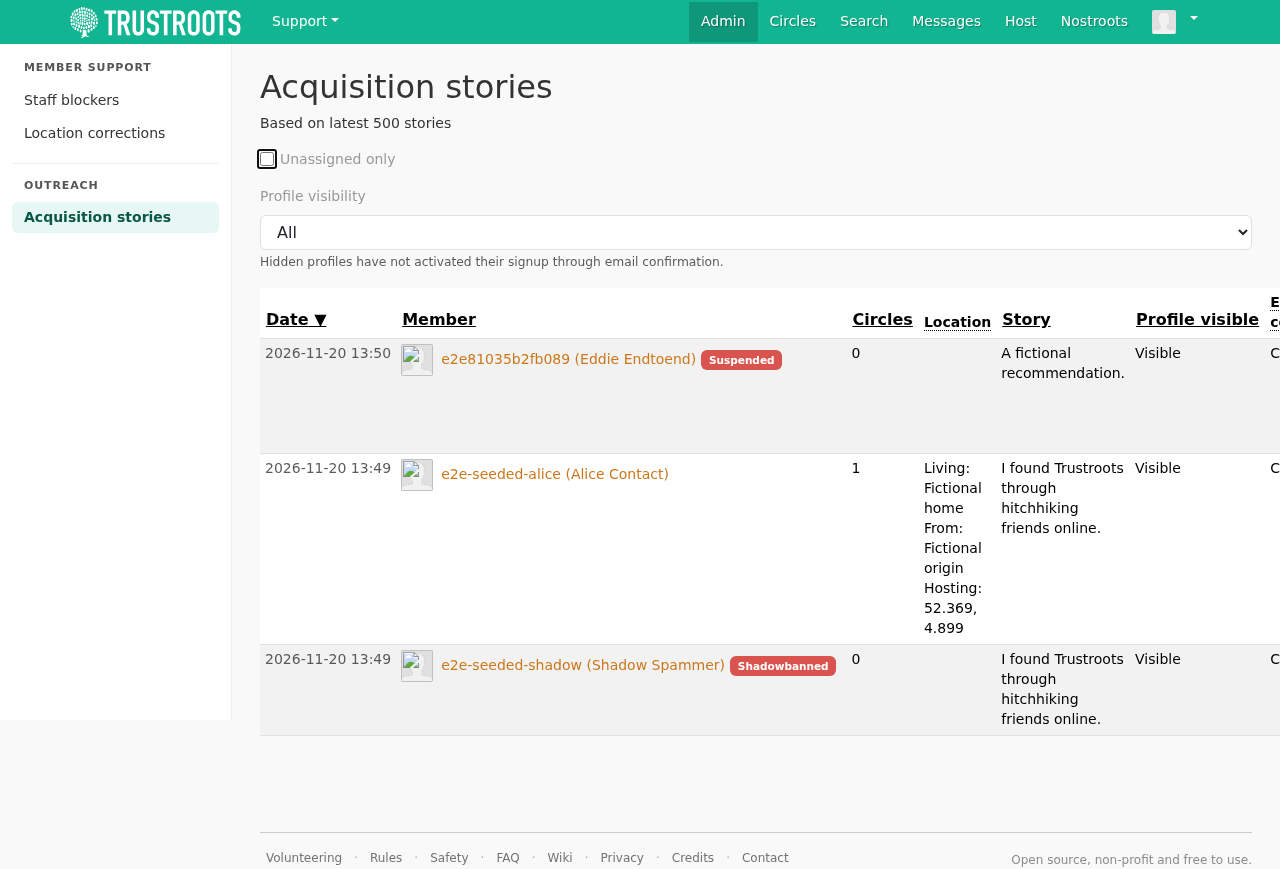 TRUSTROOTS Support Admin Circles Search Messages Host Nostroots
MEMBER SUPPORT
Staff blockers
Location corrections
OUTREACH
Acquisition stories
Acquisition stories
Based on latest 500 stories
Unassigned only
Profile visibility
All
Hidden profiles have not activated their signup through email confirmation.
Date ▼ Member Circles Location Story Profile visible
2026-11-20 13:50 e2e81035b2fb089 (Eddie Endtoend) Suspended 0 A fictional Visible
recommendation.
2026-11-20 13:49 e2e-seeded-alice (Alice Contact) 1 Living: I found Trustroots Visible
Fictional through
home hitchhiking
From: friends online.
Fictional
origin
Hosting:
52.369,
4.899
2026-11-20 13:49 e2e-seeded-shadow (Shadow Spammer) Shadowbanned 0 I found Trustroots Visible
through
hitchhiking
friends online.
Volunteering · Rules · Safety · FAQ · Wiki · Privacy · Credits · Contact Open source, non-profit and free to use.